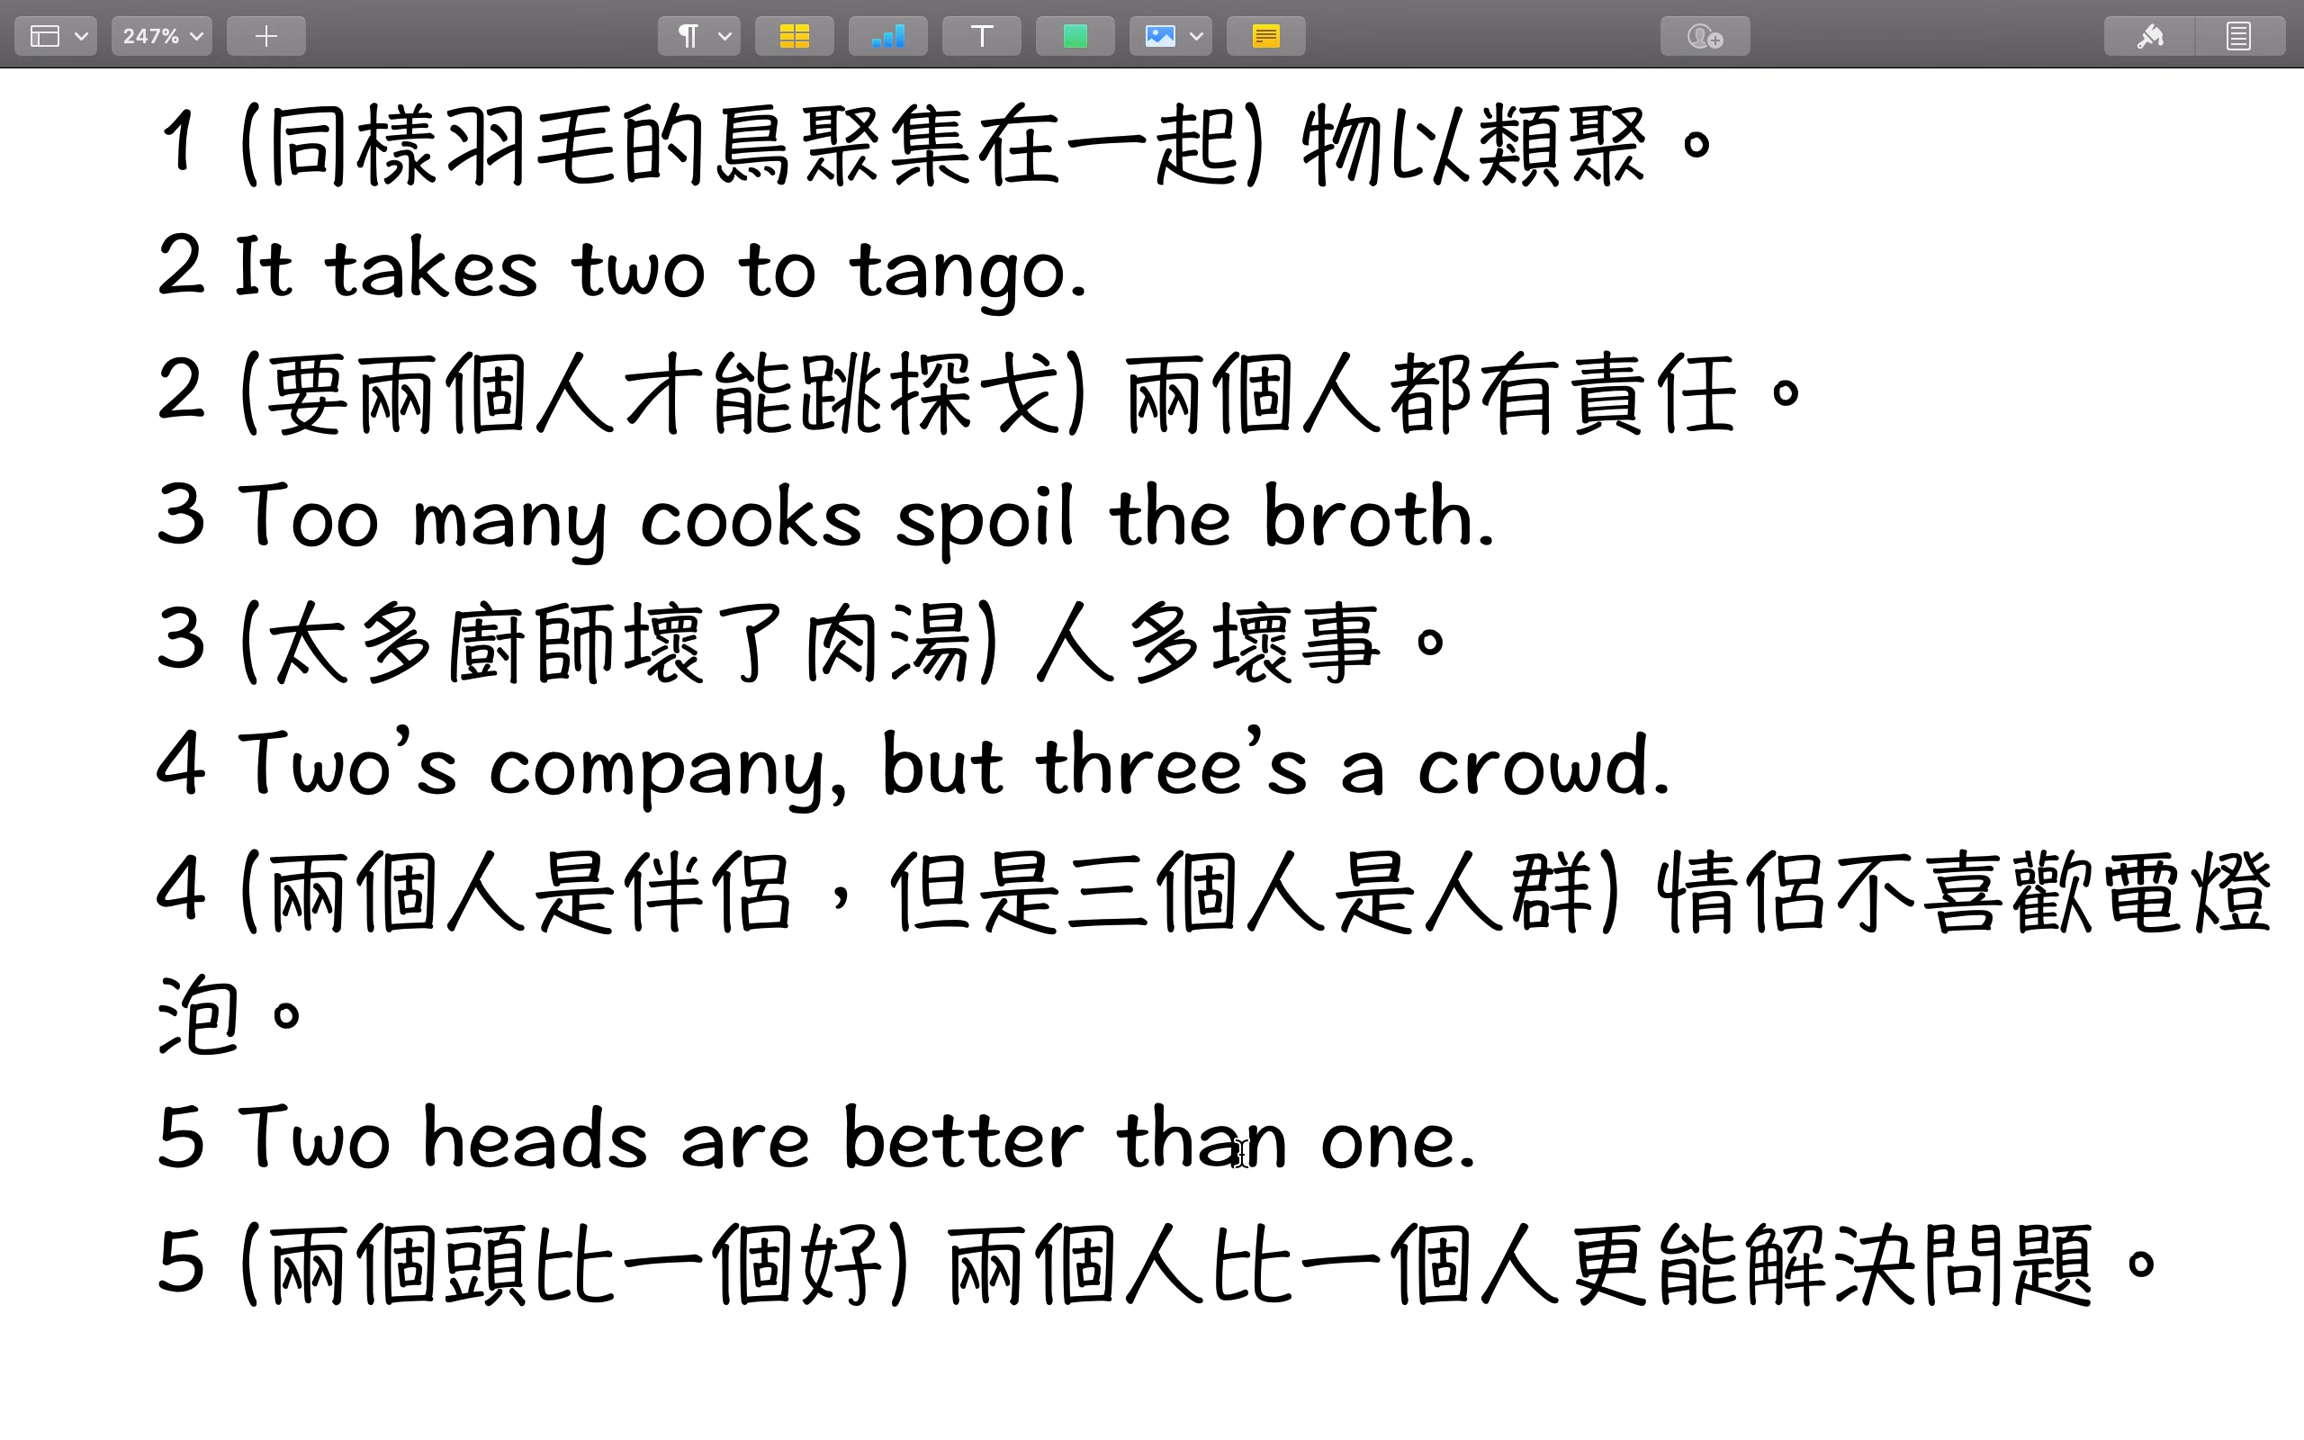 247%
1 (同樣羽毛的鳥聚集在一起) 物以類聚。
2 It takes two to tango.
2 (要兩個人才能跳探戈) 兩個人都有責任。
3 Too many cooks spoil the broth.
3 (太多廚師壞了肉湯) 人多壞事。
4 Two’s company, but three’s a crowd.
4 (兩個人是伴侶，但是三個人是人群) 情侶不喜歡電燈
泡。
5 Two heads are better than one.
5 (兩個頭比一個好) 兩個人比一個人更能解決問題。